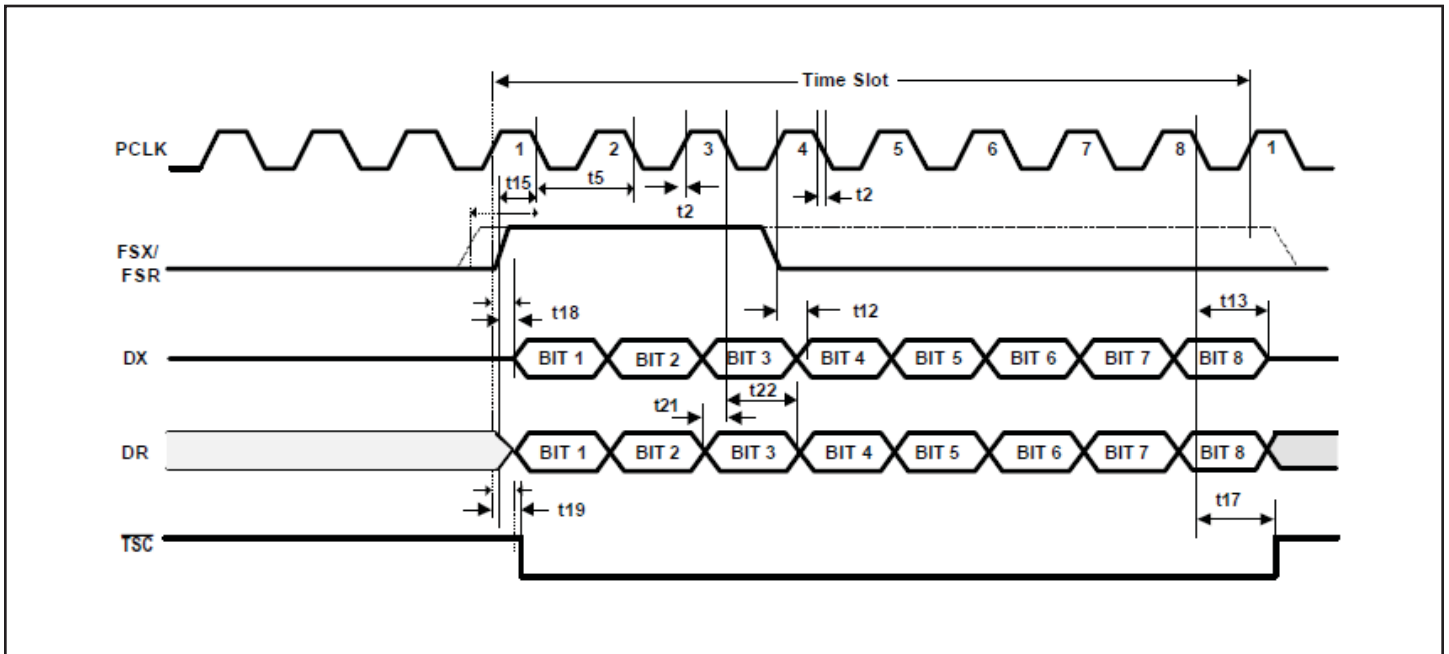 Time Slot
PCLK
1 2 3 4 5 6 7 8 1
t15 t5 t2 t2
FSX/
FSR
t18 t12 t13
DX
BIT 1 BIT 2 BIT 3 BIT 4 BIT 5 BIT 6 BIT 7 BIT 8
t21 t22
DR
BIT 1 BIT 2 BIT 3 BIT 4 BIT 5 BIT 6 BIT 7 BIT 8
t19 t17
TSC